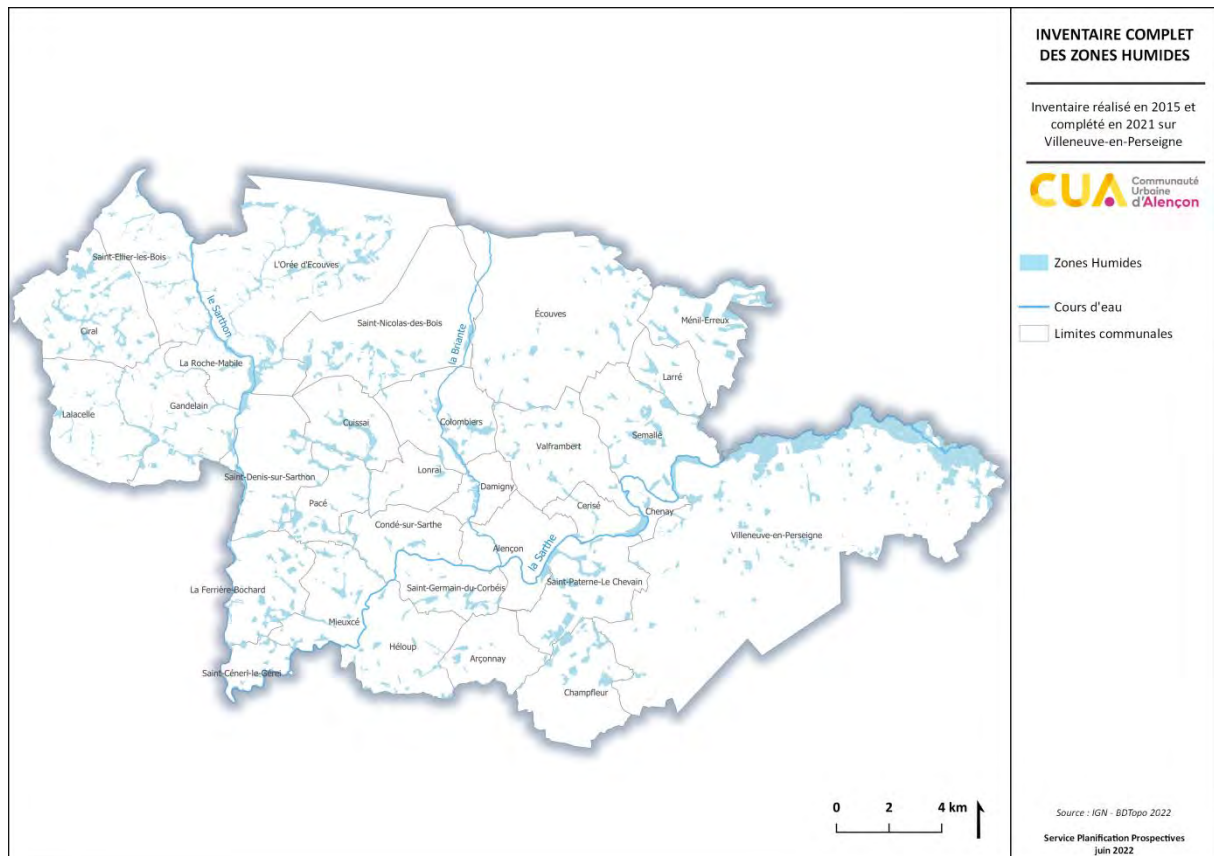 INVENTAIRE COMPLET
DES ZONES HUMIDES
Inventaire réalisé en 2015 et
complété en 2021 sur
Villeneuve-en-Perseigne
CUA Communauté
Urbaine
d'Alençon
Zones Humides
Cours d'eau
Limites communales
Saint-Ellier-les-Bois
L'Orée d'Ecouves
le Sarthon
Ciral
Saint-Nicolas-des-Bois
la Briante
Écouves
Ménil-Erreux
La Roche-Mabile
Larré
Gandelain
Lalacelle
Cuissai
Colombiers
Semallé
Valframbert
Lonrai
Saint-Denis-sur-Sarthon
Damigny
Pacé
Cerisé
Chenay
Condé-sur-Sarthe
Villeneuve-en-Perseigne
Alençon
la Sarthe
Saint-Paterne-Le Chevain
La Ferrière-Bochard
Saint-Germain-du-Corbéis
Mieuxcé
Héloup
Arçonnay
Saint-Céneri-le-Gérei
Champfleur
0 2 4 km
Source : IGN - BDTopo 2022
Service Planification Prospectives
juin 2022